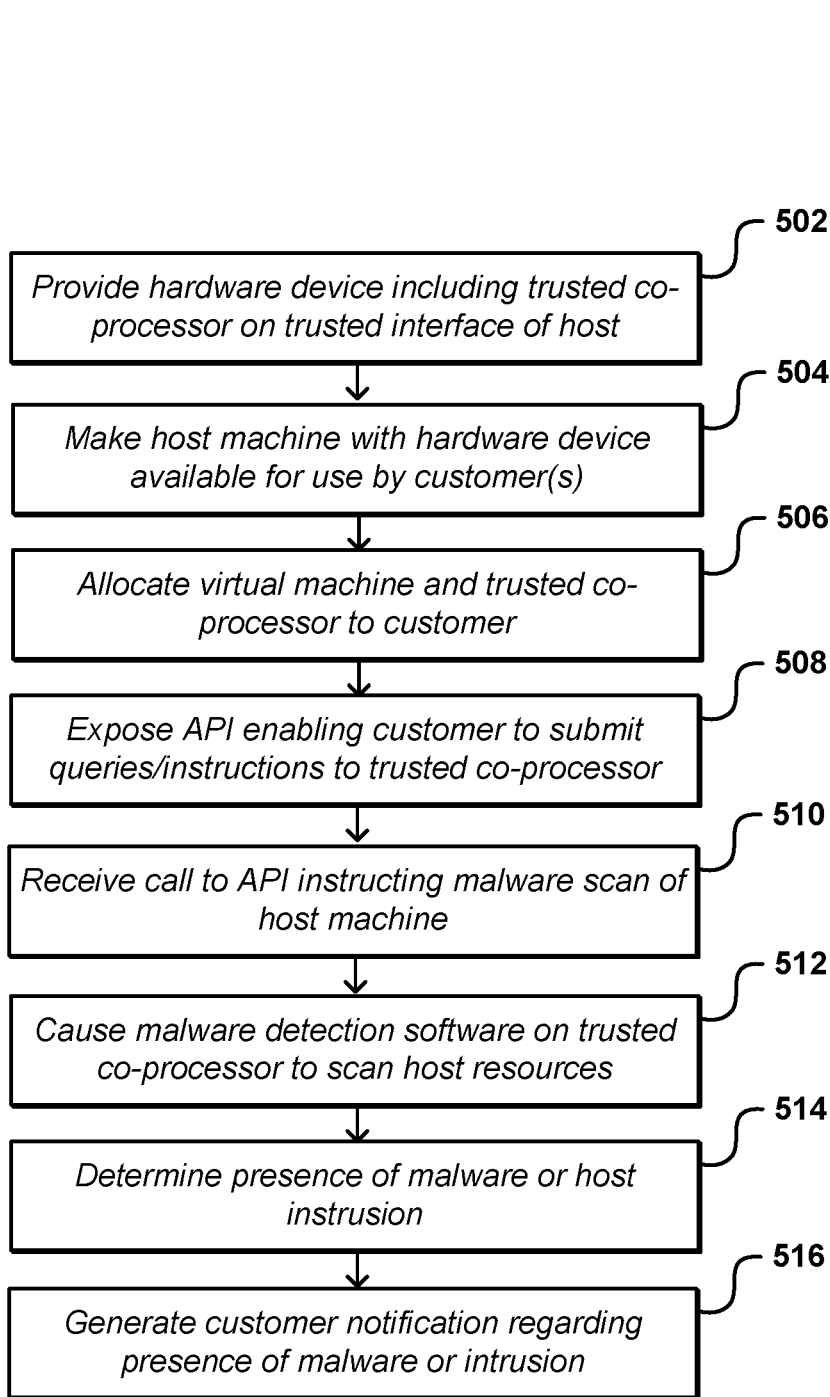 502
Provide hardware device including trusted co-
processor on trusted interface of host
504
Make host machine with hardware device
available for use by customer(s)
506
Allocate virtual machine and trusted co-
processor to customer
508
Expose API enabling customer to submit
queries/instructions to trusted co-processor
510
Receive call to API instructing malware scan of
host machine
512
Cause malware detection software on trusted
co-processor to scan host resources
514
Determine presence of malware or host
instrusion
516
Generate customer notification regarding
presence of malware or intrusion